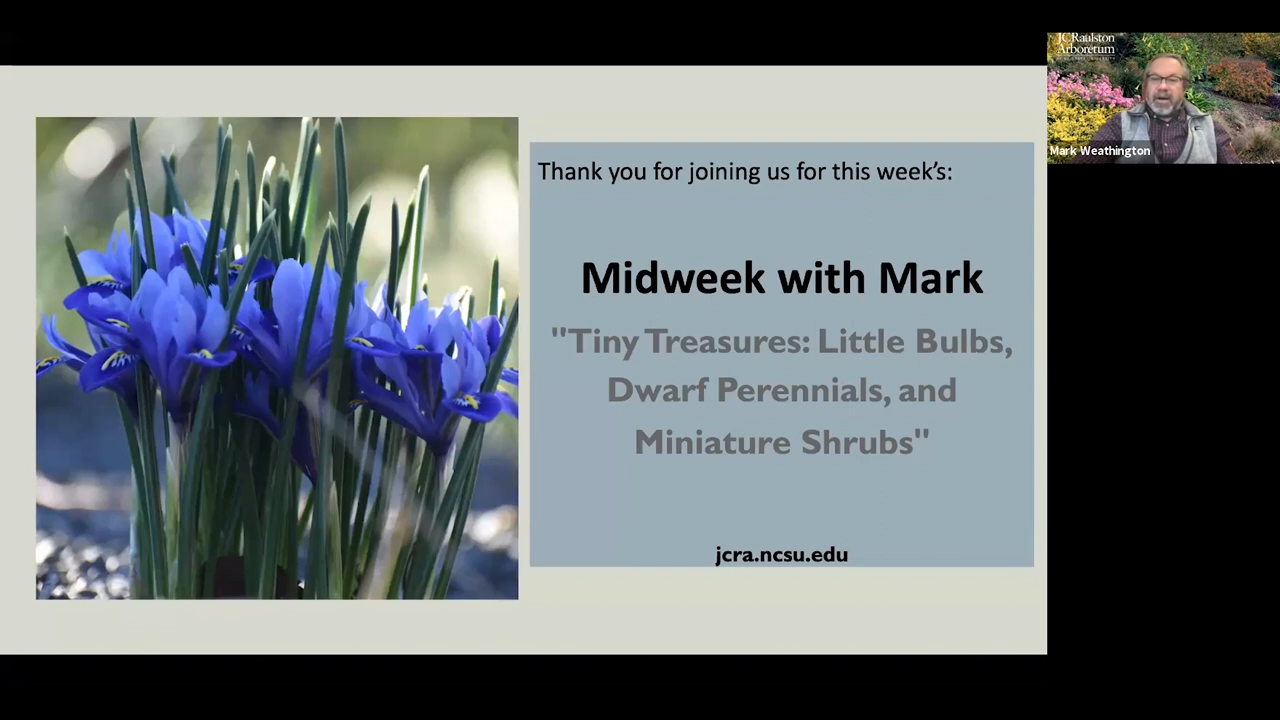 Thank you for joining us for this week’s:
Midweek with Mark
"Tiny Treasures: Little Bulbs,
Dwarf Perennials, and
Miniature Shrubs"
jcra.ncsu.edu
JC Raulston
Arboretum
Mark Weathington